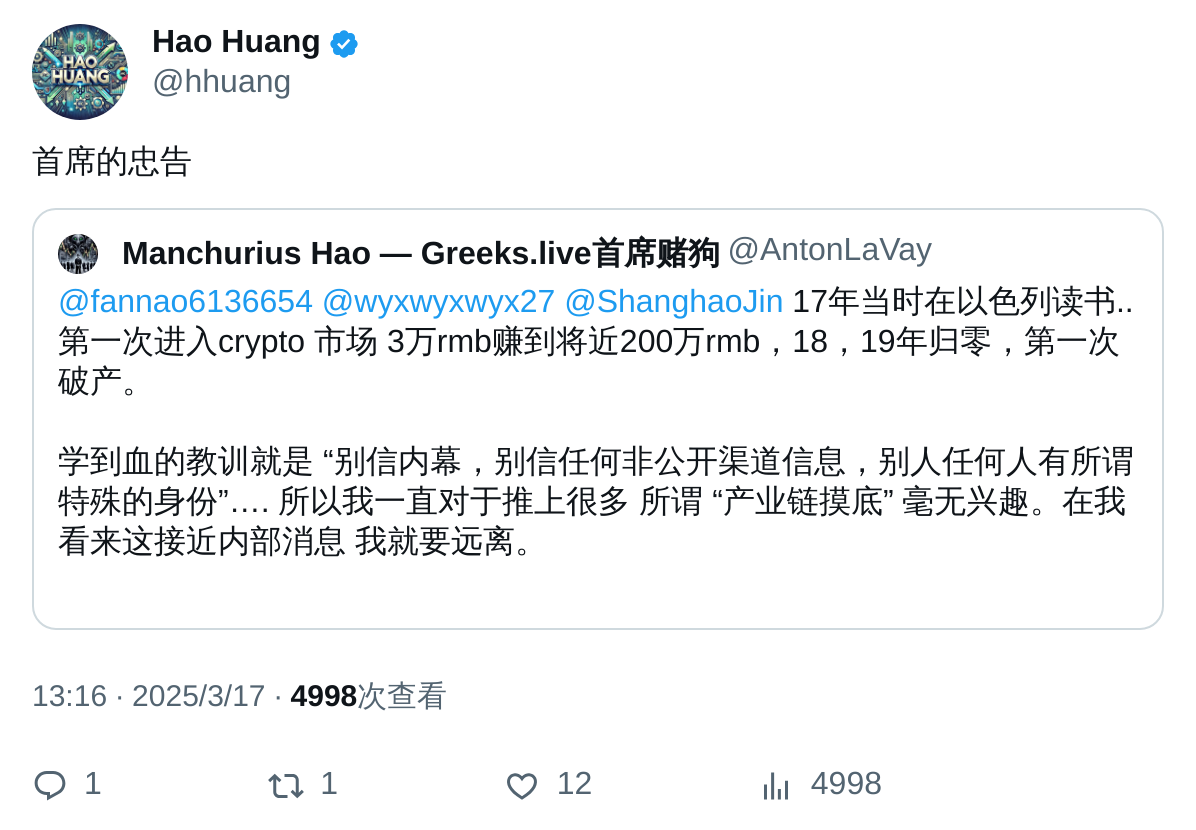 HAO
HUANG
Hao Huang
@hhuang
首席的忠告
Manchurius Hao — Greeks.live首席赌狗 @AntonLaVay
@fannao6136654 @wyxwyxwyx27 @ShanghaoJin 17年当时在以色列读书..
第一次进入crypto 市场 3万rmb赚到将近200万rmb，18，19年归零，第一次
破产。
学到血的教训就是 “别信内幕，别信任何非公开渠道信息，别人任何人有所谓
特殊的身份”…. 所以我一直对于推上很多 所谓 “产业链摸底” 毫无兴趣。在我
看来这接近内部消息 我就要远离。
13:16 · 2025/3/17 · 4998次查看
1 1 12 4998